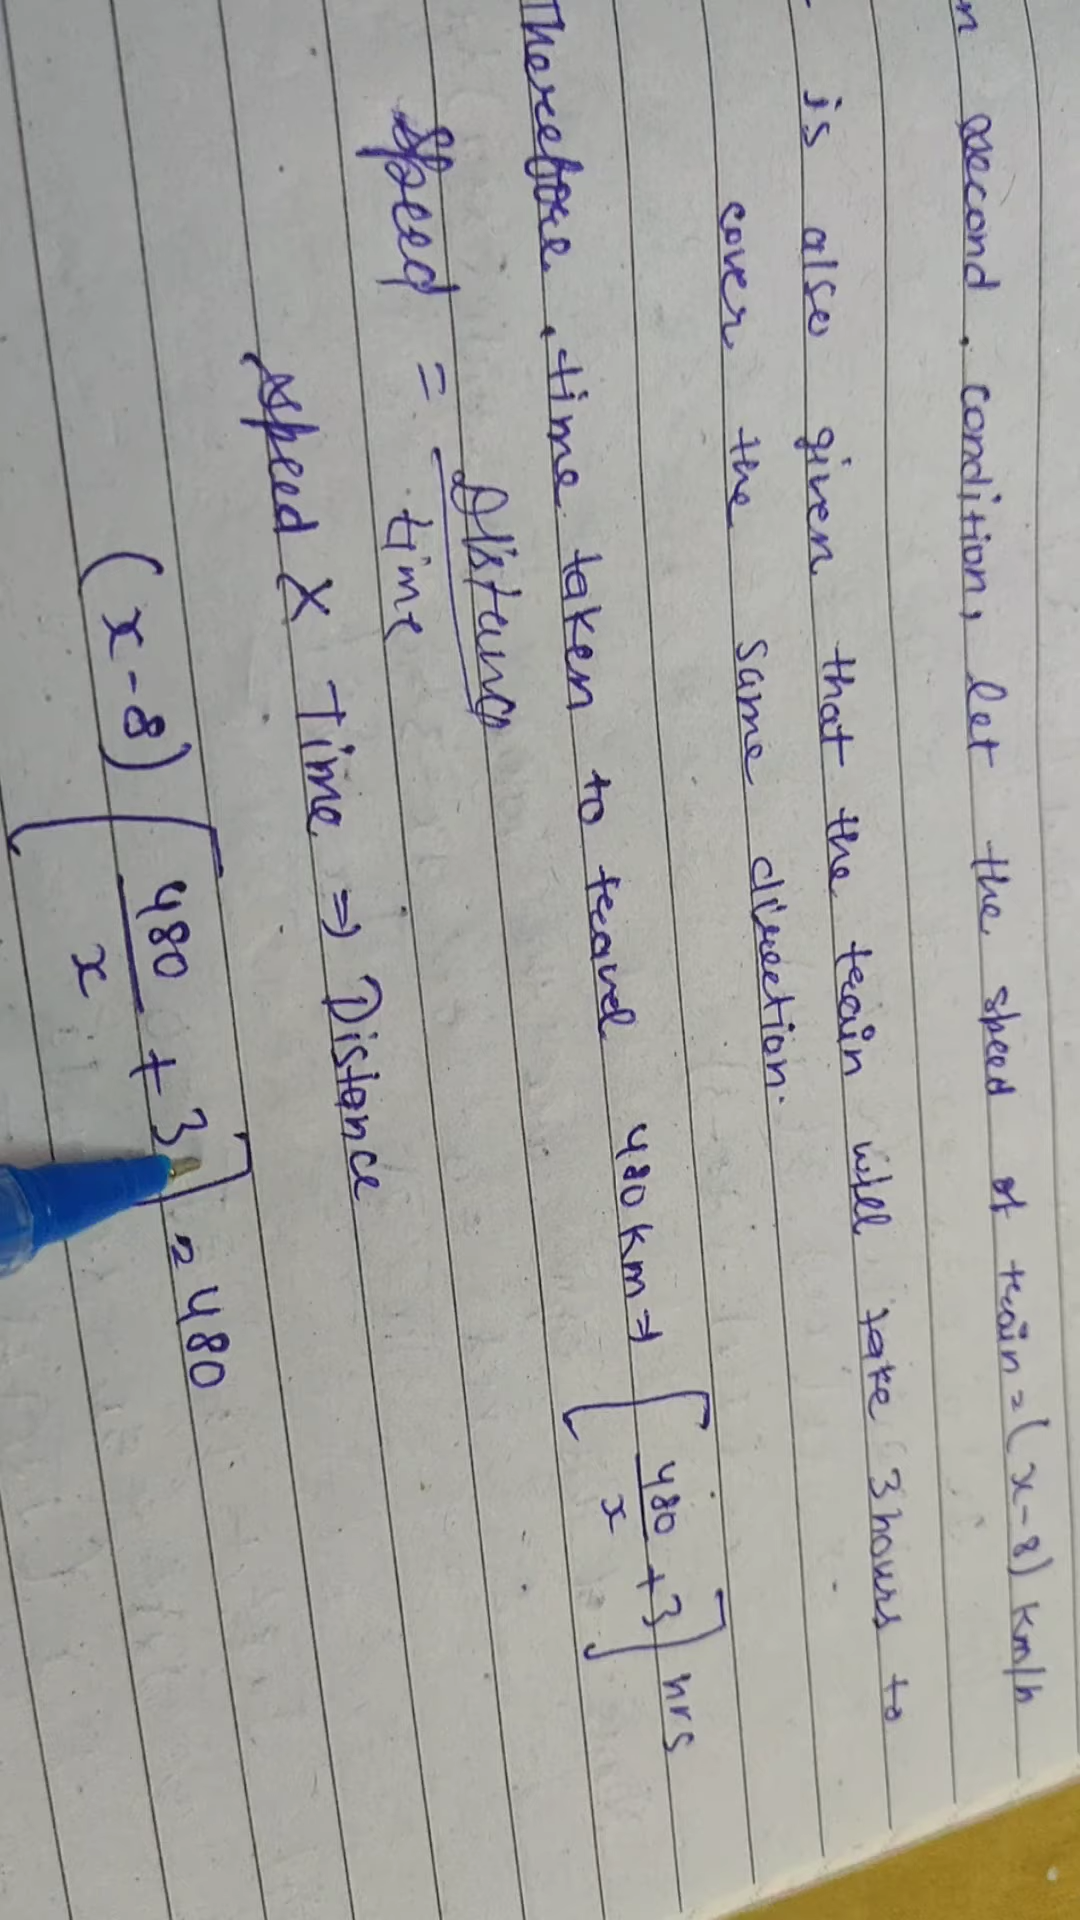 second condition, let the speed of train = (x-8) km/h
is also given that the train will take 3 hours to
cover the same direction.
Therefore, time taken to travel 480 km ⇒ [480/x + 3] hrs
Speed = Distanc/time
speed × Time ⇒ Distance
(x-8) [480/x + 3] = 480